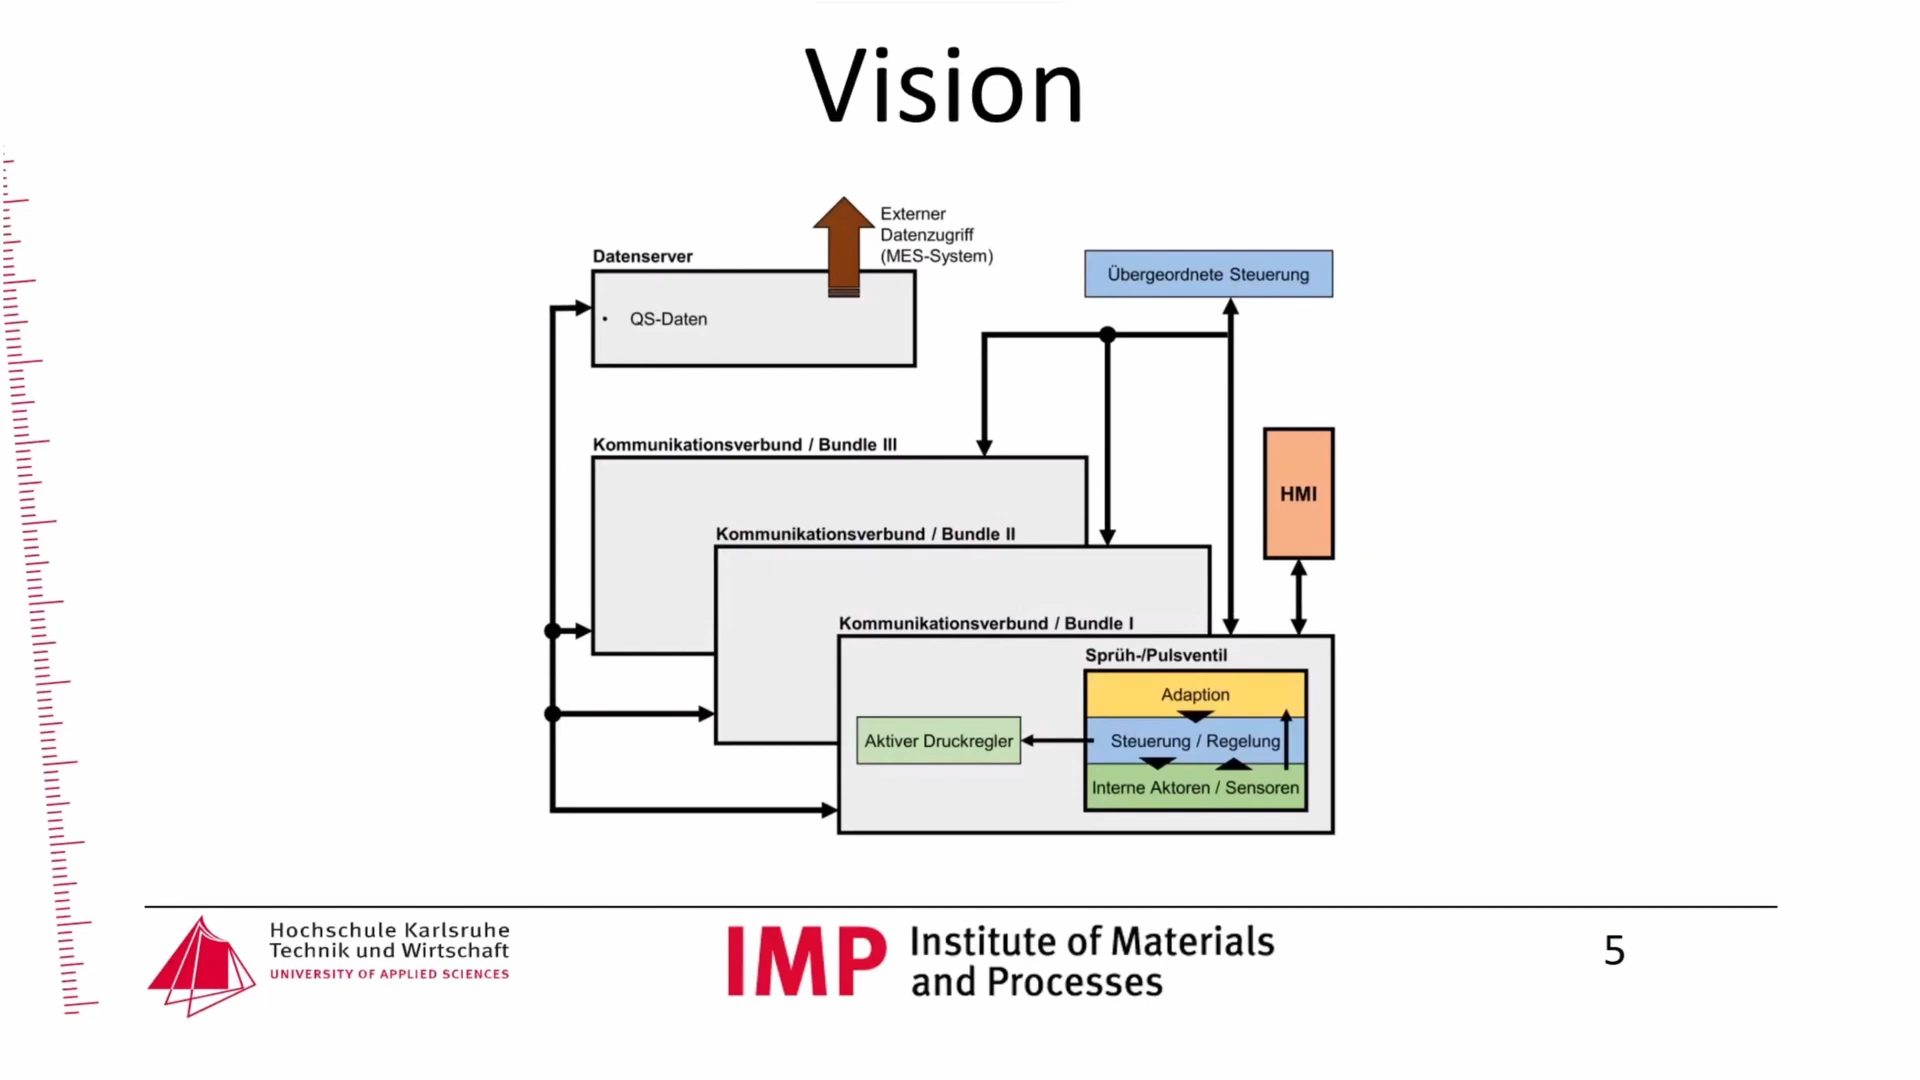 Vision
Externer
Datenzugriff
(MES-System)
Datenserver
Übergeordnete Steuerung
• QS-Daten
Kommunikationsverbund / Bundle III
HMI
Kommunikationsverbund / Bundle II
Kommunikationsverbund / Bundle I
Sprüh-/Pulsventil
Adaption
Aktiver Druckregler
Steuerung / Regelung
Interne Aktoren / Sensoren
Hochschule Karlsruhe
Technik und Wirtschaft
UNIVERSITY OF APPLIED SCIENCES
IMP
Institute of Materials
and Processes
5